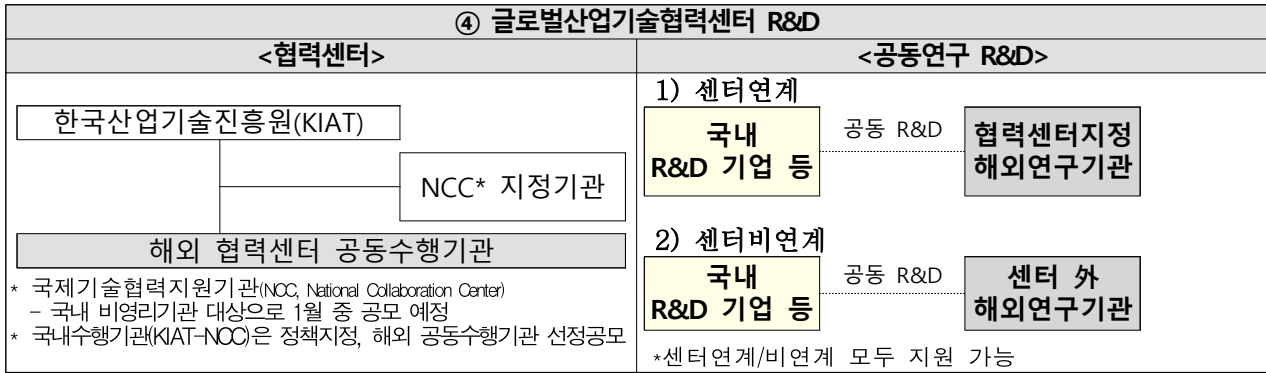 ④ 글로벌산업기술협력센터 R&D
<협력센터>
한국산업기술진흥원(KIAT)
NCC* 지정기관
해외 협력센터 공동수행기관
* 국제기술협력지원기관(NCC, National Collaboration Center)
- 국내 비영리기관 대상으로 1월 중 공모 예정
* 국내수행기관(KIAT-NCC)은 정책지정, 해외 공동수행기관 선정공모
<공동연구 R&D>
1) 센터연계
국내
R&D 기업 등
공동 R&D
협력센터지정
해외연구기관
2) 센터비연계
국내
R&D 기업 등
공동 R&D
센터 外
해외연구기관
*센터연계/비연계 모두 지원 가능